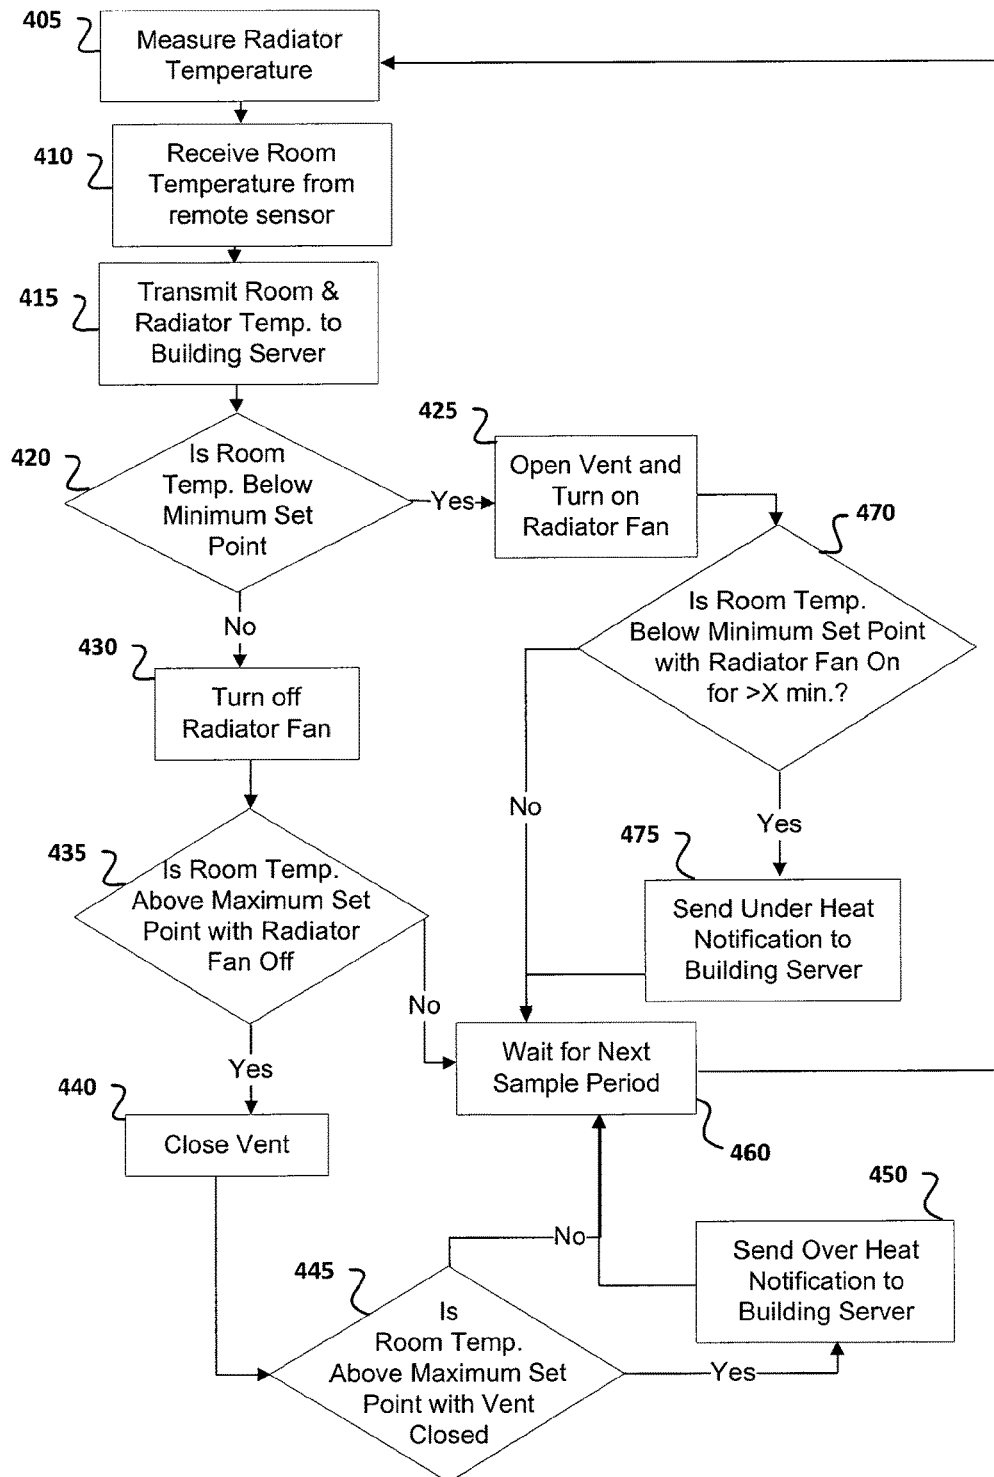 405
Measure Radiator
Temperature
410
Receive Room
Temperature from
remote sensor
415
Transmit Room &
Radiator Temp. to
Building Server
420
Is Room
Temp. Below
Minimum Set
Point
Yes
425
Open Vent and
Turn on
Radiator Fan
470
Is Room Temp.
Below Minimum Set Point
with Radiator Fan On
for >X min.?
No
430
Turn off
Radiator Fan
No
Yes
435
Is Room Temp.
Above Maximum Set
Point with Radiator
Fan Off
475
Send Under Heat
Notification to
Building Server
No
Yes
Wait for Next
Sample Period
460
440
Close Vent
450
Send Over Heat
Notification to
Building Server
No
445
Is
Room Temp.
Above Maximum Set
Point with Vent
Closed
Yes